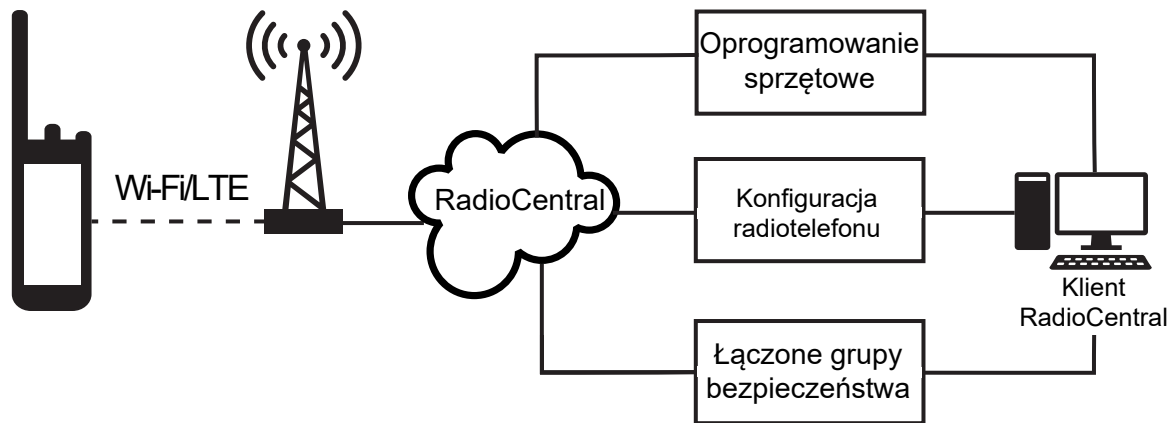 Oprogramowanie
sprzętowe
Wi-Fi/LTE
RadioCentral
Konfiguracja
radiotelefonu
Klient
RadioCentral
Łączone grupy
bezpieczeństwa